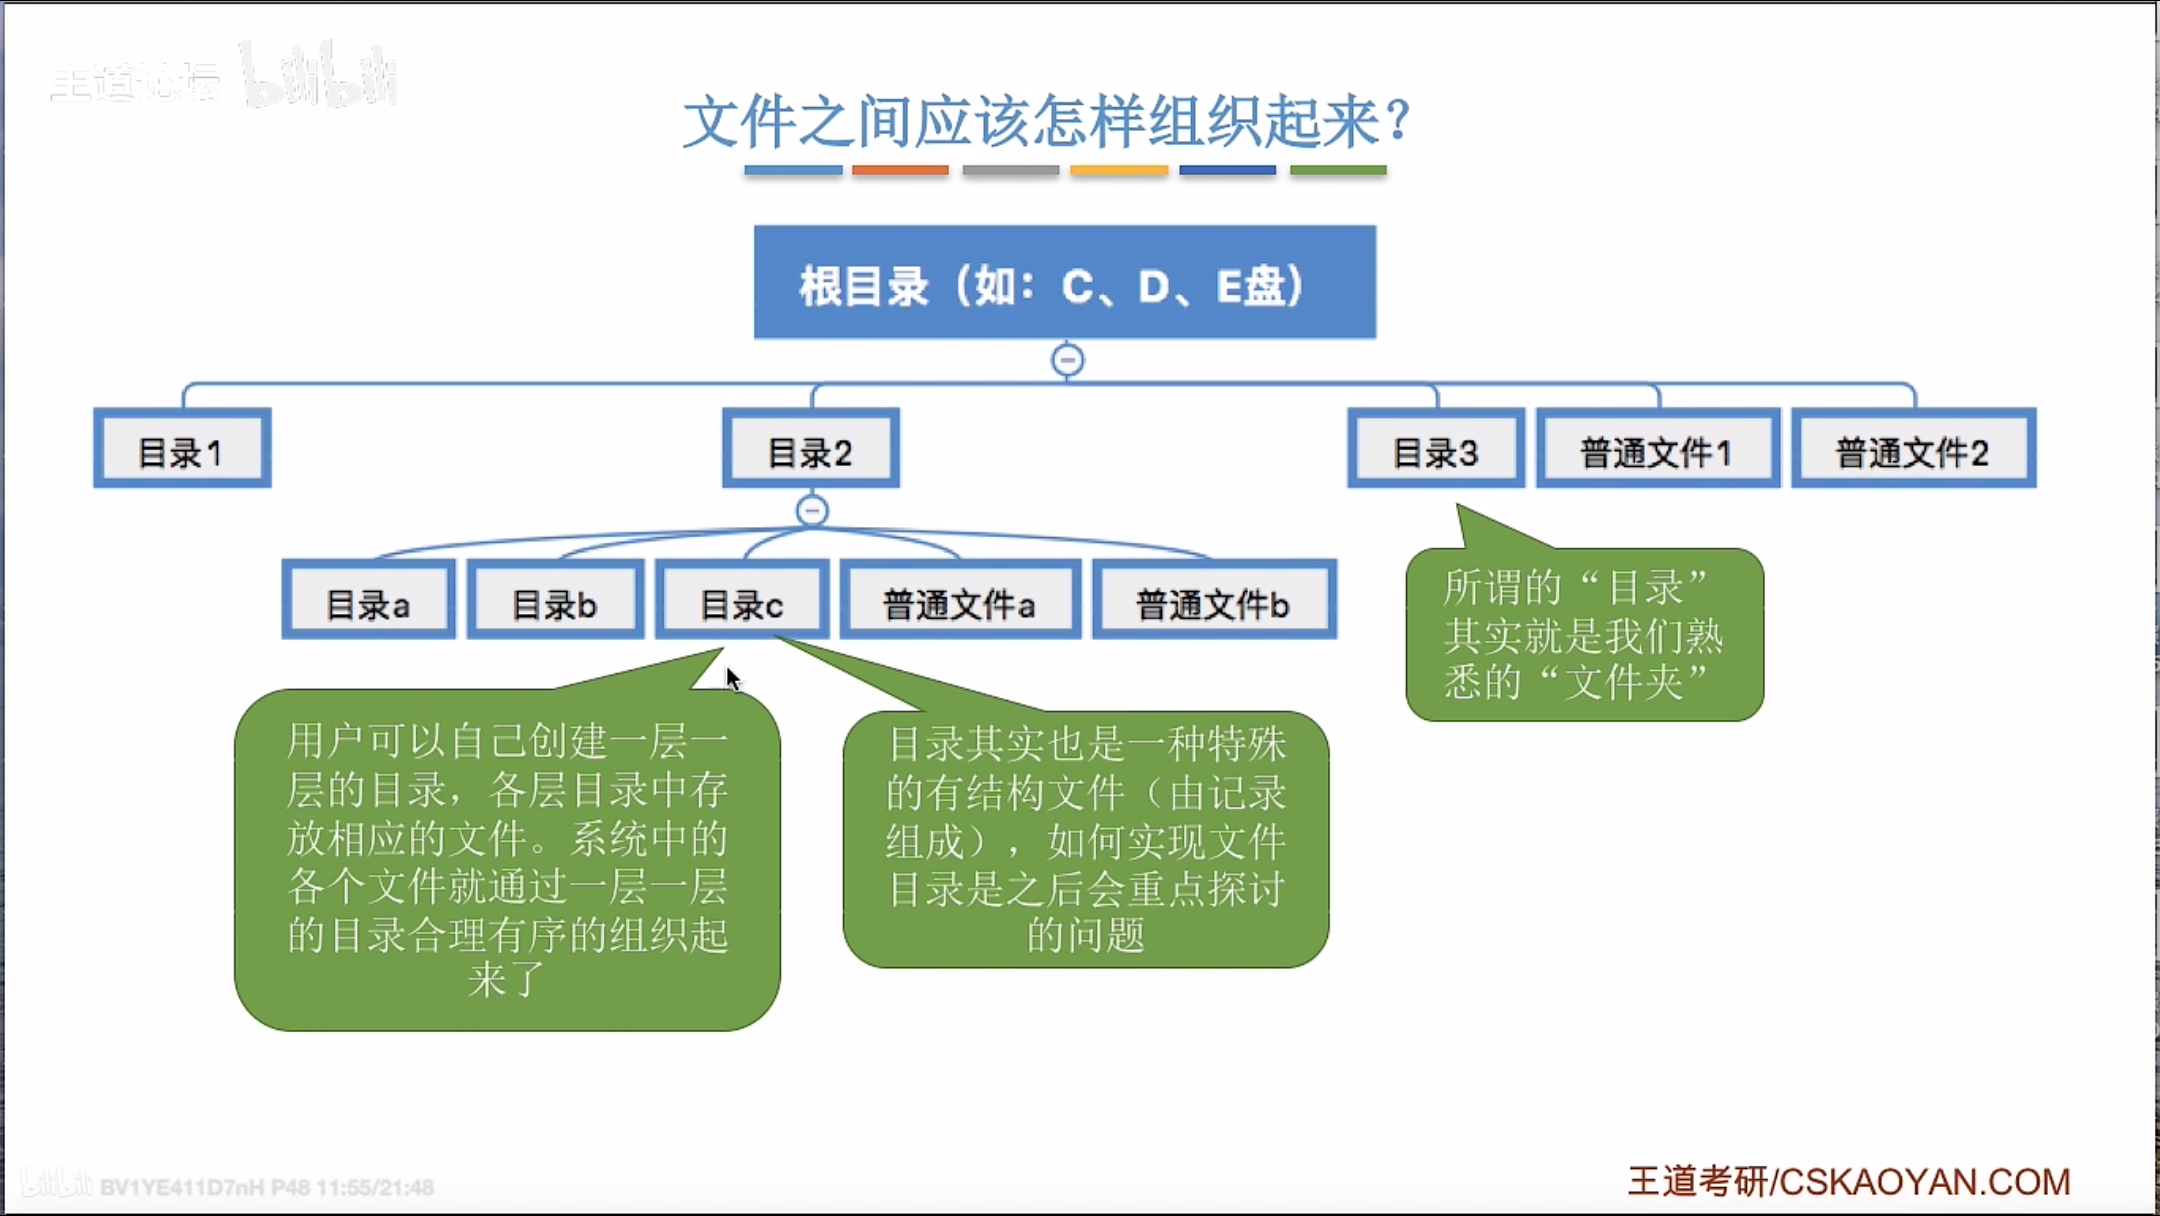 王道论坛 bilibili
文件之间应该怎样组织起来？
根目录（如：C、D、E盘）
目录1
目录2
目录3
普通文件1
普通文件2
目录a
目录b
目录c
普通文件a
普通文件b
所谓的“目录”
其实就是我们熟
悉的“文件夹”
用户可以自己创建一层一
层的目录，各层目录中存
放相应的文件。系统中的
各个文件就通过一层一层
的目录合理有序的组织起
来了
目录其实也是一种特殊
的有结构文件（由记录
组成），如何实现文件
目录是之后会重点探讨
的问题
bilibili BV1YE411D7nH P48 11:55/21:48
王道考研/CSKAOYAN.COM